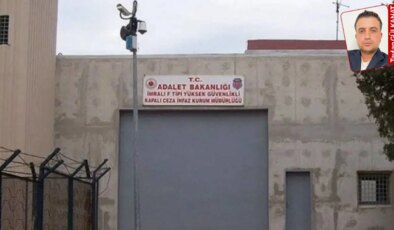 T.C.
ADALET BAKANLIĞI
İMRALI F TİPİ YÜKSEK GÜVENLİKLİ
KAPALI CEZA İNFAZ KURUM MÜDÜRLÜĞÜ